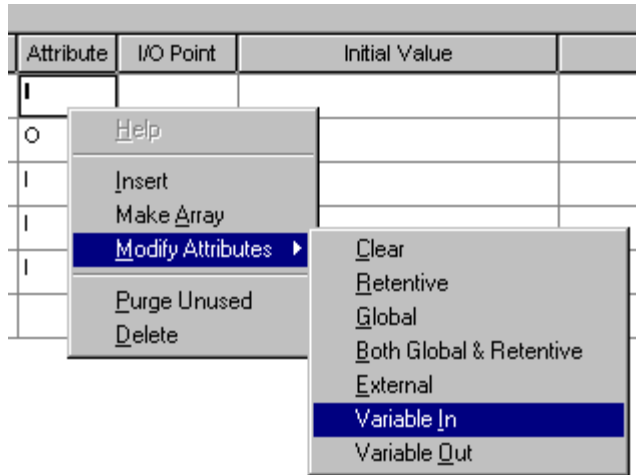 Attribute I/O Point Initial Value
I
O
I
I
I
Help
Insert
Make Array
Modify Attributes
Purge Unused
Delete
Clear
Retentive
Global
Both Global & Retentive
External
Variable In
Variable Out